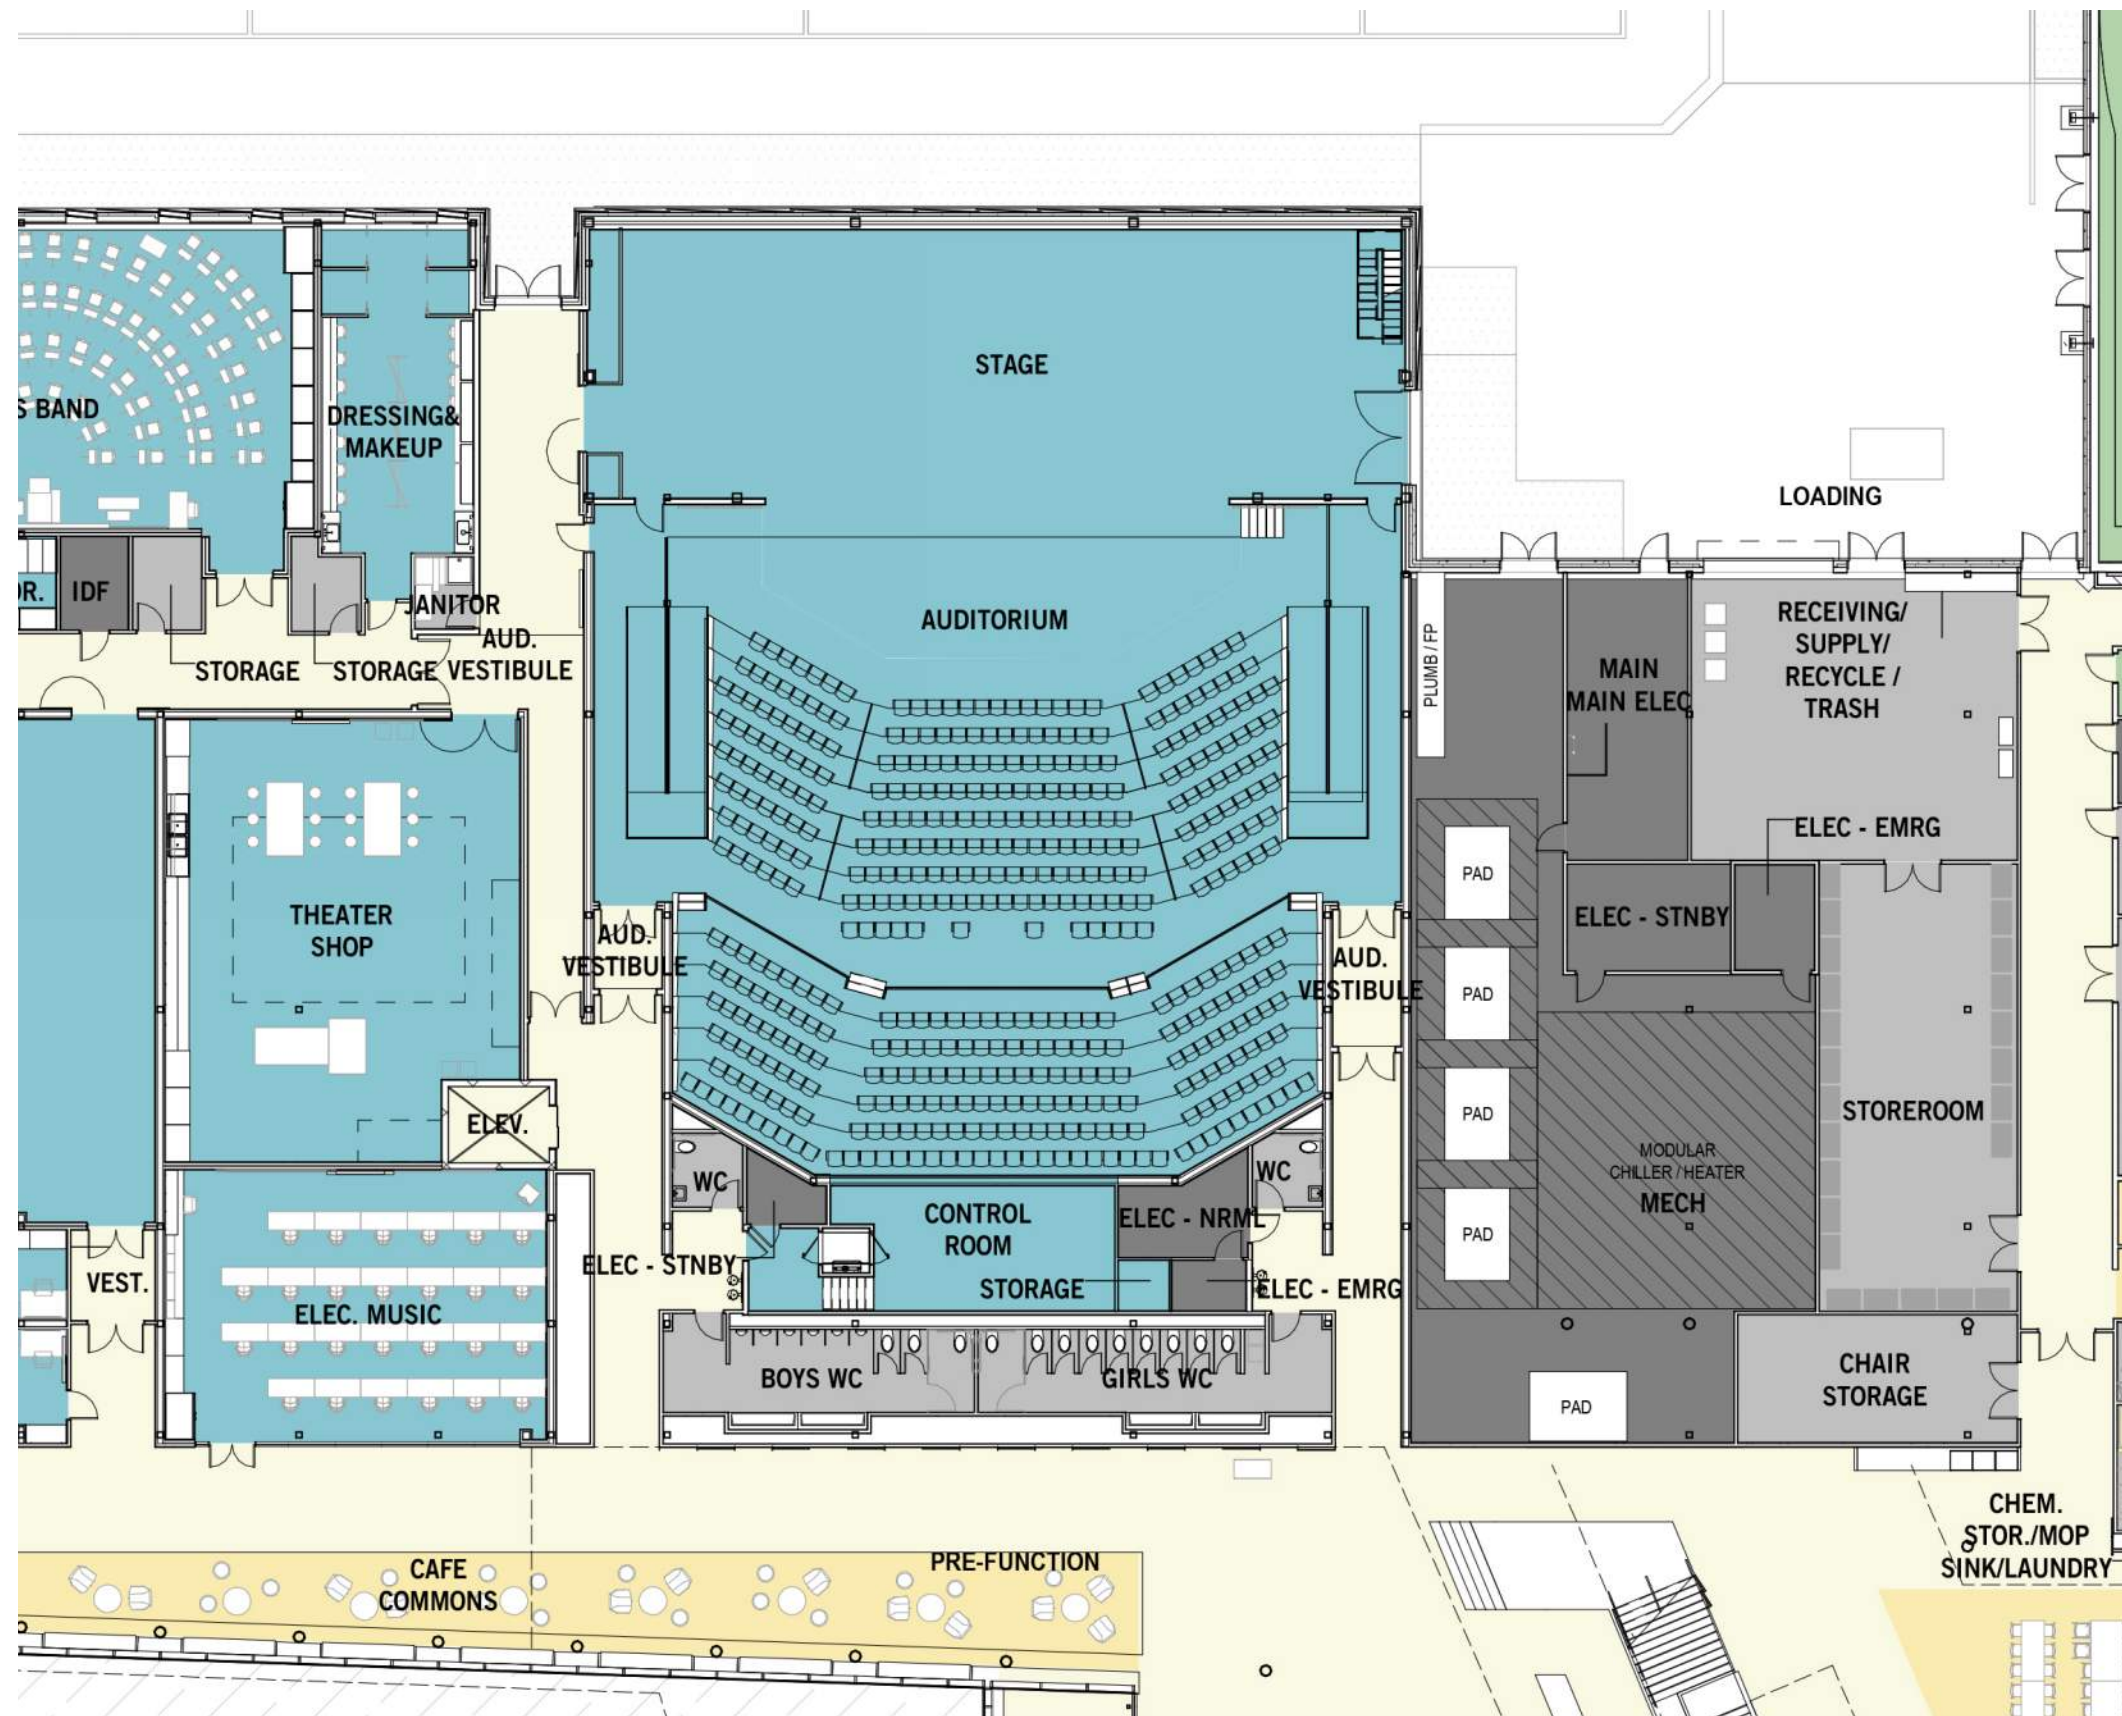 STAGE
S BAND
DRESSING&
MAKEUP
LOADING
IDF
JANITOR
AUD.
VESTIBULE
STORAGE
STORAGE
AUDITORIUM
PLUMB / FP
MAIN
MAIN ELEC
RECEIVING/
SUPPLY/
RECYCLE /
TRASH
ELEC - EMRG
THEATER
SHOP
AUD.
VESTIBULE
AUD.
VESTIBULE
PAD
ELEC - STNBY
PAD
PAD
PAD
ELEV.
STOREROOM
MODULAR
CHILLER / HEATER
MECH
WC
WC
CONTROL
ROOM
ELEC - NRML
ELEC - STNBY
STORAGE
ELEC - EMRG
VEST.
ELEC. MUSIC
BOYS WC
GIRLS WC
PAD
CHAIR
STORAGE
CHEM.
STOR./MOP
SINK/LAUNDRY
CAFE
COMMONS
PRE-FUNCTION